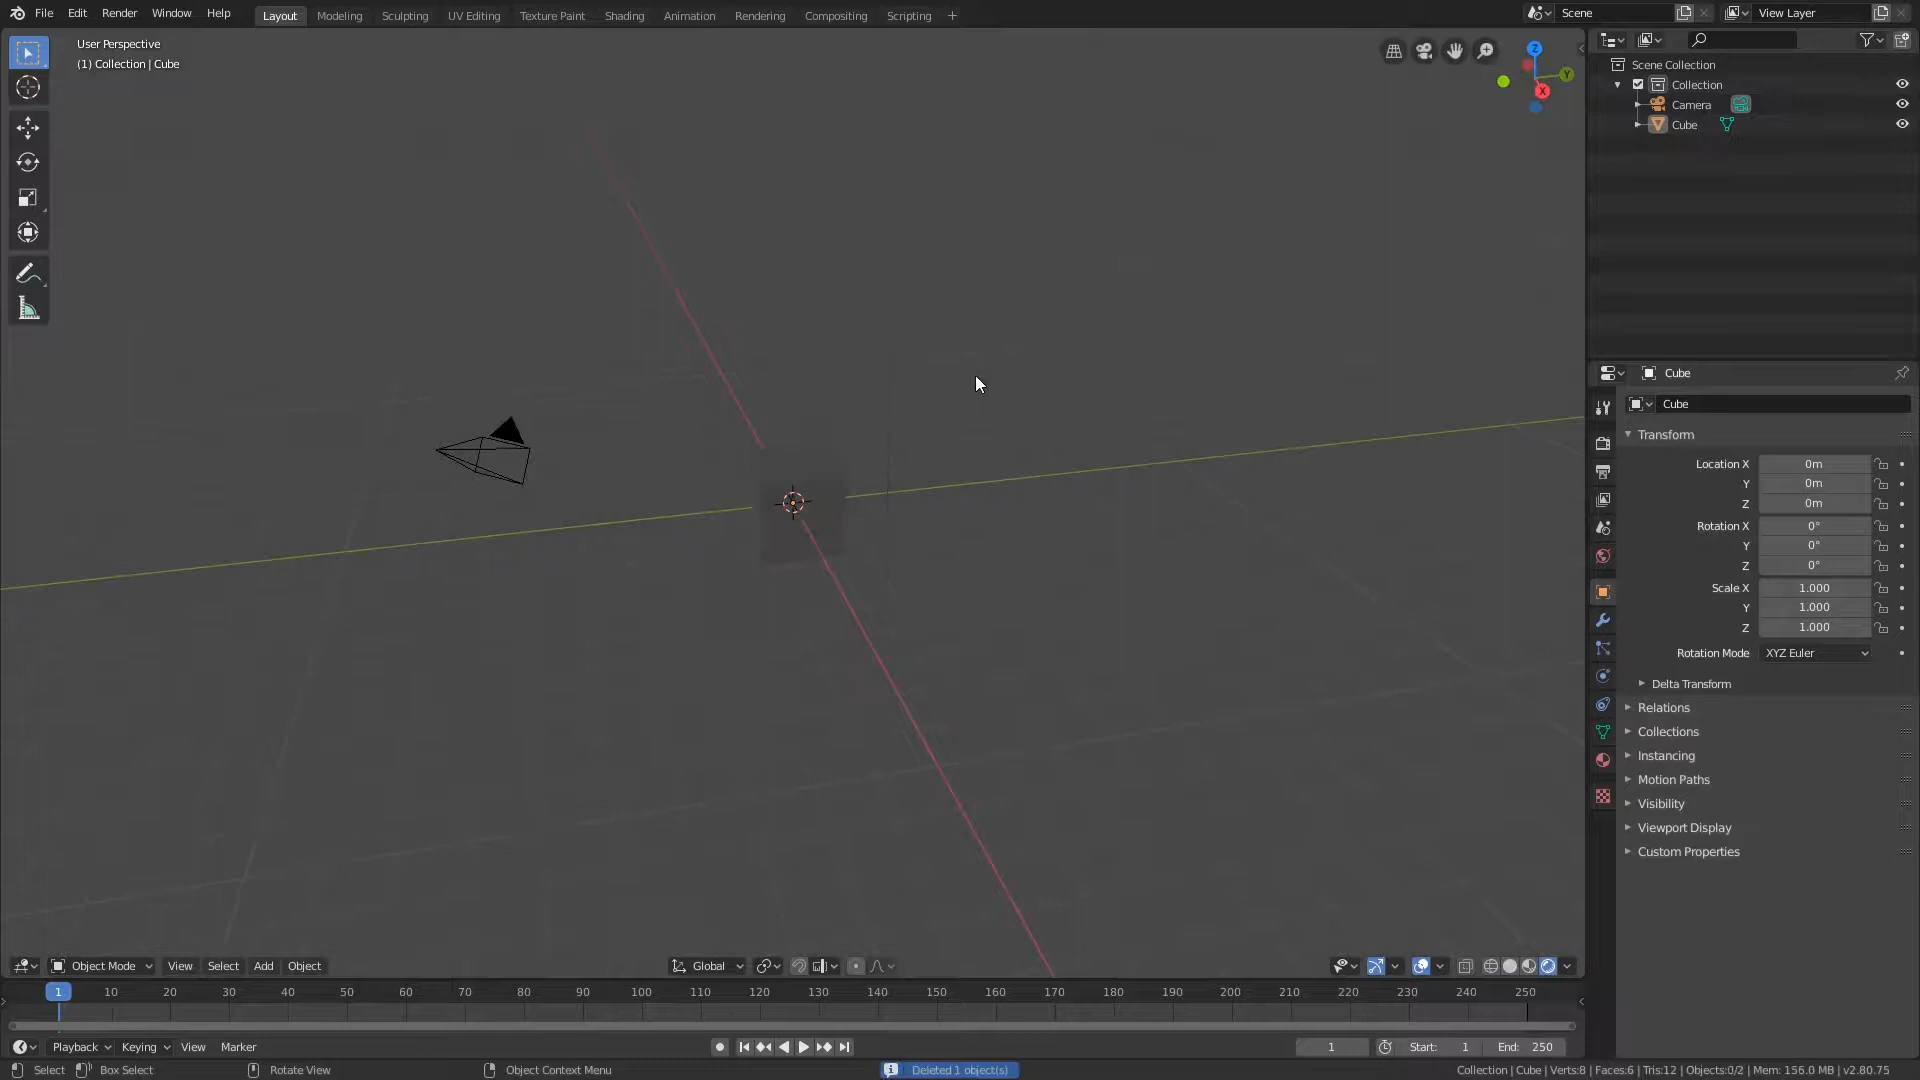 File Edit Render Window Help Layout Modeling Sculpting UV Editing Texture Paint Shading Animation Rendering Compositing Scripting + Scene View Layer
User Perspective
(1) Collection | Cube
Z
Y
X
Scene Collection
Collection
Camera
Cube
Cube
Cube
Transform
Location X 0m
Y 0m
Z 0m
Rotation X 0°
Y 0°
Z 0°
Scale X 1.000
Y 1.000
Z 1.000
Rotation Mode XYZ Euler
Delta Transform
Relations
Collections
Instancing
Motion Paths
Visibility
Viewport Display
Custom Properties
Object Mode View Select Add Object Global
1 10 20 30 40 50 60 70 80 90 100 110 120 130 140 150 160 170 180 190 200 210 220 230 240 250
Playback Keying View Marker 1 Start: 1 End: 250
Select Box Select Rotate View Object Context Menu Deleted 1 object(s) Collection | Cube | Verts:8 | Faces:6 | Tris:12 | Objects:0/2 | Mem: 156.0 MB | v2.80.75